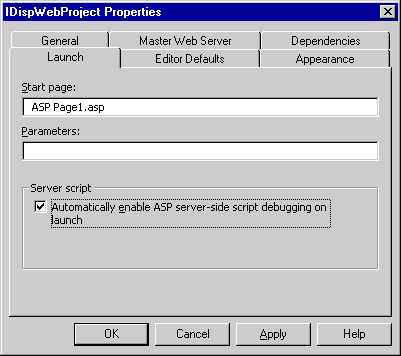 IDispWebProject Properties
General Master Web Server Dependencies
Launch Editor Defaults Appearance
Start page:
ASP Page1.asp
Parameters:
Server script
Automatically enable ASP server-side script debugging on
launch
OK Cancel Apply Help